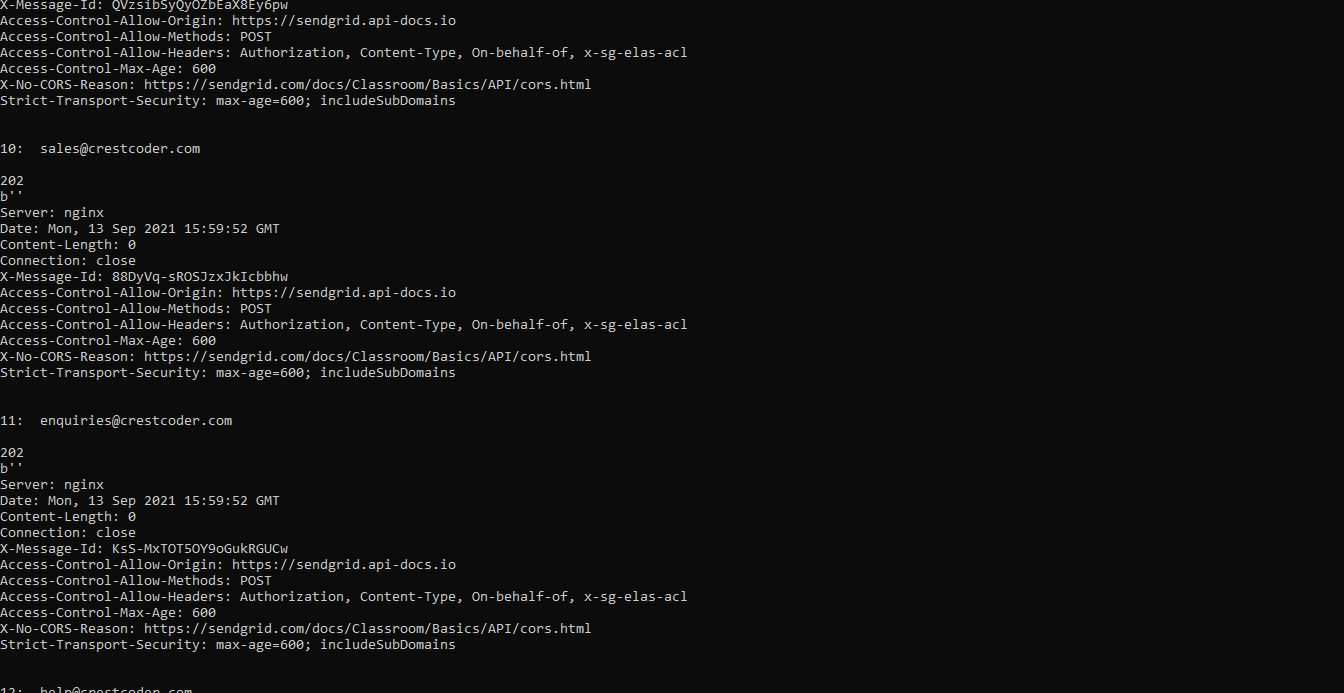 X-Message-Id: QVzsibSyQyOZbEaX8Ey6pw
Access-Control-Allow-Origin: https://sendgrid.api-docs.io
Access-Control-Allow-Methods: POST
Access-Control-Allow-Headers: Authorization, Content-Type, On-behalf-of, x-sg-elas-acl
Access-Control-Max-Age: 600
X-No-CORS-Reason: https://sendgrid.com/docs/Classroom/Basics/API/cors.html
Strict-Transport-Security: max-age=600; includeSubDomains
10:  sales@crestcoder.com
202
b''
Server: nginx
Date: Mon, 13 Sep 2021 15:59:52 GMT
Content-Length: 0
Connection: close
X-Message-Id: 88DyVq-sROSJzxJkIcbbhw
Access-Control-Allow-Origin: https://sendgrid.api-docs.io
Access-Control-Allow-Methods: POST
Access-Control-Allow-Headers: Authorization, Content-Type, On-behalf-of, x-sg-elas-acl
Access-Control-Max-Age: 600
X-No-CORS-Reason: https://sendgrid.com/docs/Classroom/Basics/API/cors.html
Strict-Transport-Security: max-age=600; includeSubDomains
11:  enquiries@crestcoder.com
202
b''
Server: nginx
Date: Mon, 13 Sep 2021 15:59:52 GMT
Content-Length: 0
Connection: close
X-Message-Id: KsS-MxTOT5OY9oGukRGUCw
Access-Control-Allow-Origin: https://sendgrid.api-docs.io
Access-Control-Allow-Methods: POST
Access-Control-Allow-Headers: Authorization, Content-Type, On-behalf-of, x-sg-elas-acl
Access-Control-Max-Age: 600
X-No-CORS-Reason: https://sendgrid.com/docs/Classroom/Basics/API/cors.html
Strict-Transport-Security: max-age=600; includeSubDomains
12:  help@crestcoder.com